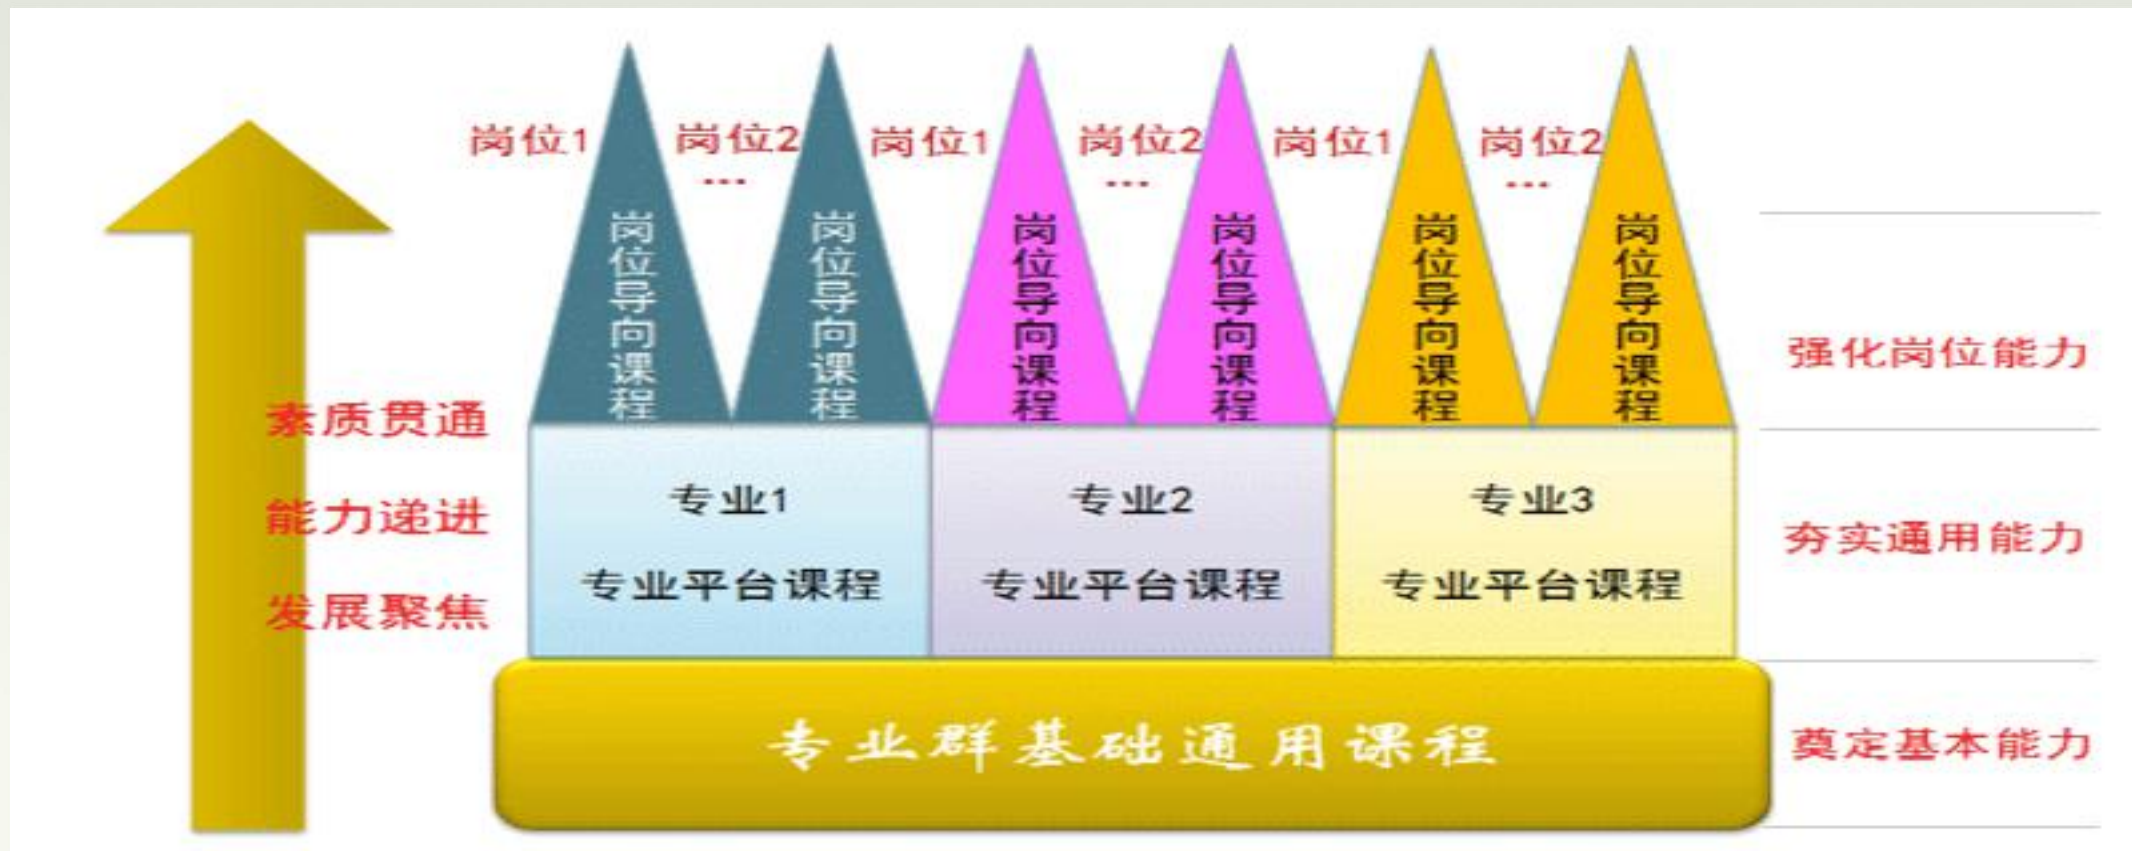 岗位1
岗位2
...
岗位1
岗位2
...
岗位1
岗位2
...
岗位导向课程
岗位导向课程
岗位导向课程
岗位导向课程
岗位导向课程
岗位导向课程
强化岗位能力
素质贯通
能力递进
发展聚焦
专业1
专业平台课程
专业2
专业平台课程
专业3
专业平台课程
夯实通用能力
专业群基础通用课程
奠定基本能力